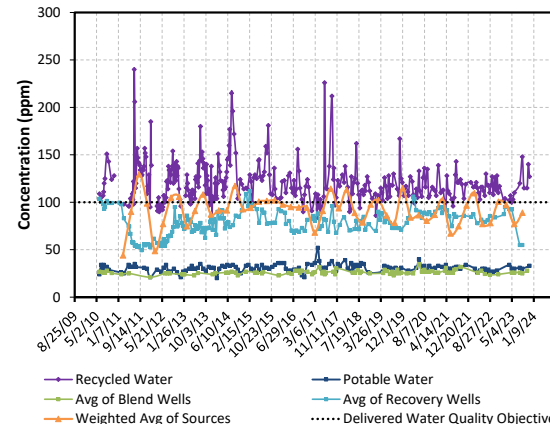 300
250
200
150
100
50
0
Concentration (ppm)
8/25/09 5/2/10 1/7/11 9/14/11 5/21/12 1/26/13 10/3/13 6/10/14 2/15/15 10/23/15 6/29/16 3/6/17 11/11/17 7/19/18 3/26/19 12/1/19 8/7/20 4/14/21 12/20/21 8/27/22 5/4/23 1/9/24
Recycled Water Potable Water
Avg of Blend Wells Avg of Recovery Wells
Weighted Avg of Sources Delivered Water Quality Objective